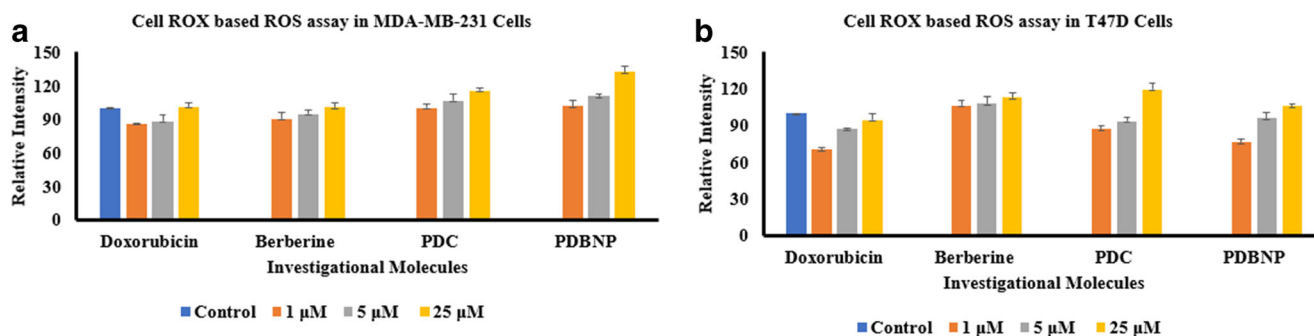 a
Cell ROX based ROS assay in MDA-MB-231 Cells
Relative Intensity
150
120
90
60
30
0
Doxorubicin Berberine PDC PDBNP
Investigational Molecules
Control 1 µM 5 µM 25 µM
b
Cell ROX based ROS assay in T47D Cells
Relative Intensity
150
120
90
60
30
0
Doxorubicin Berberine PDC PDBNP
Investigational Molecules
Control 1 µM 5 µM 25 µM